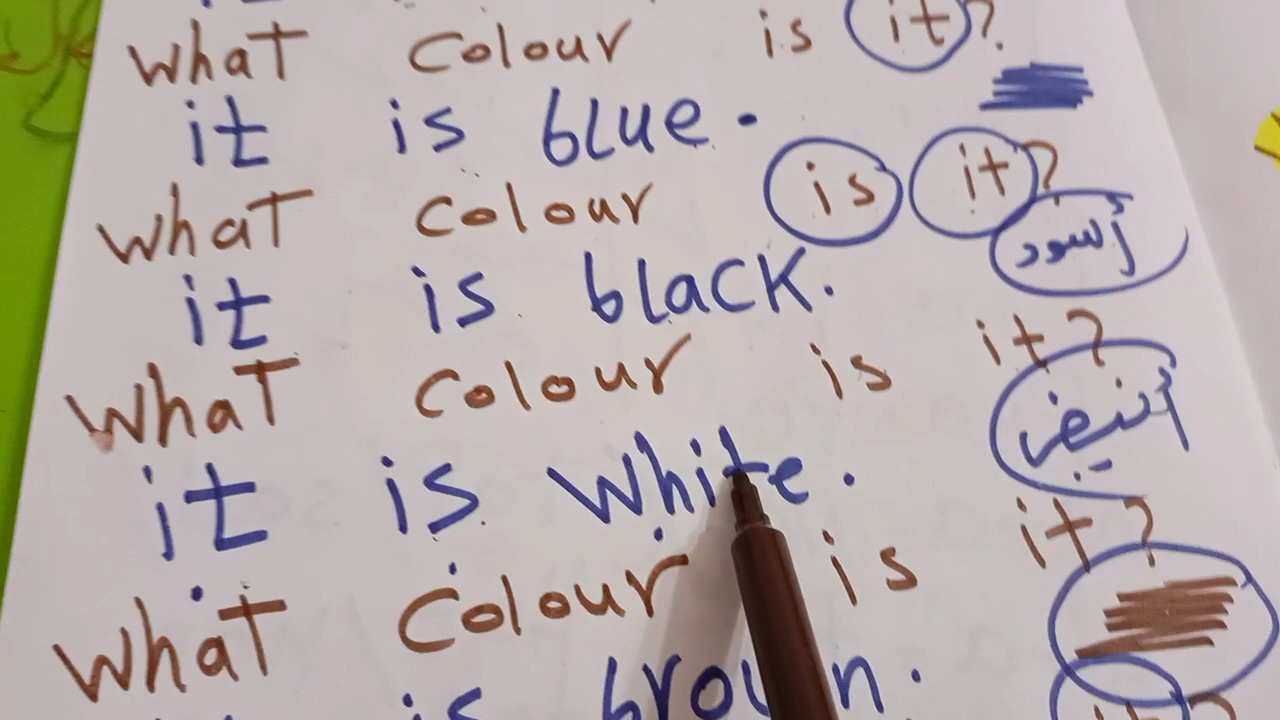 what colour is it?
it is blue.
what colour is it?
أسود
it is black.
what colour is it?
أبيض
it is white.
what colour is it?
is brown.